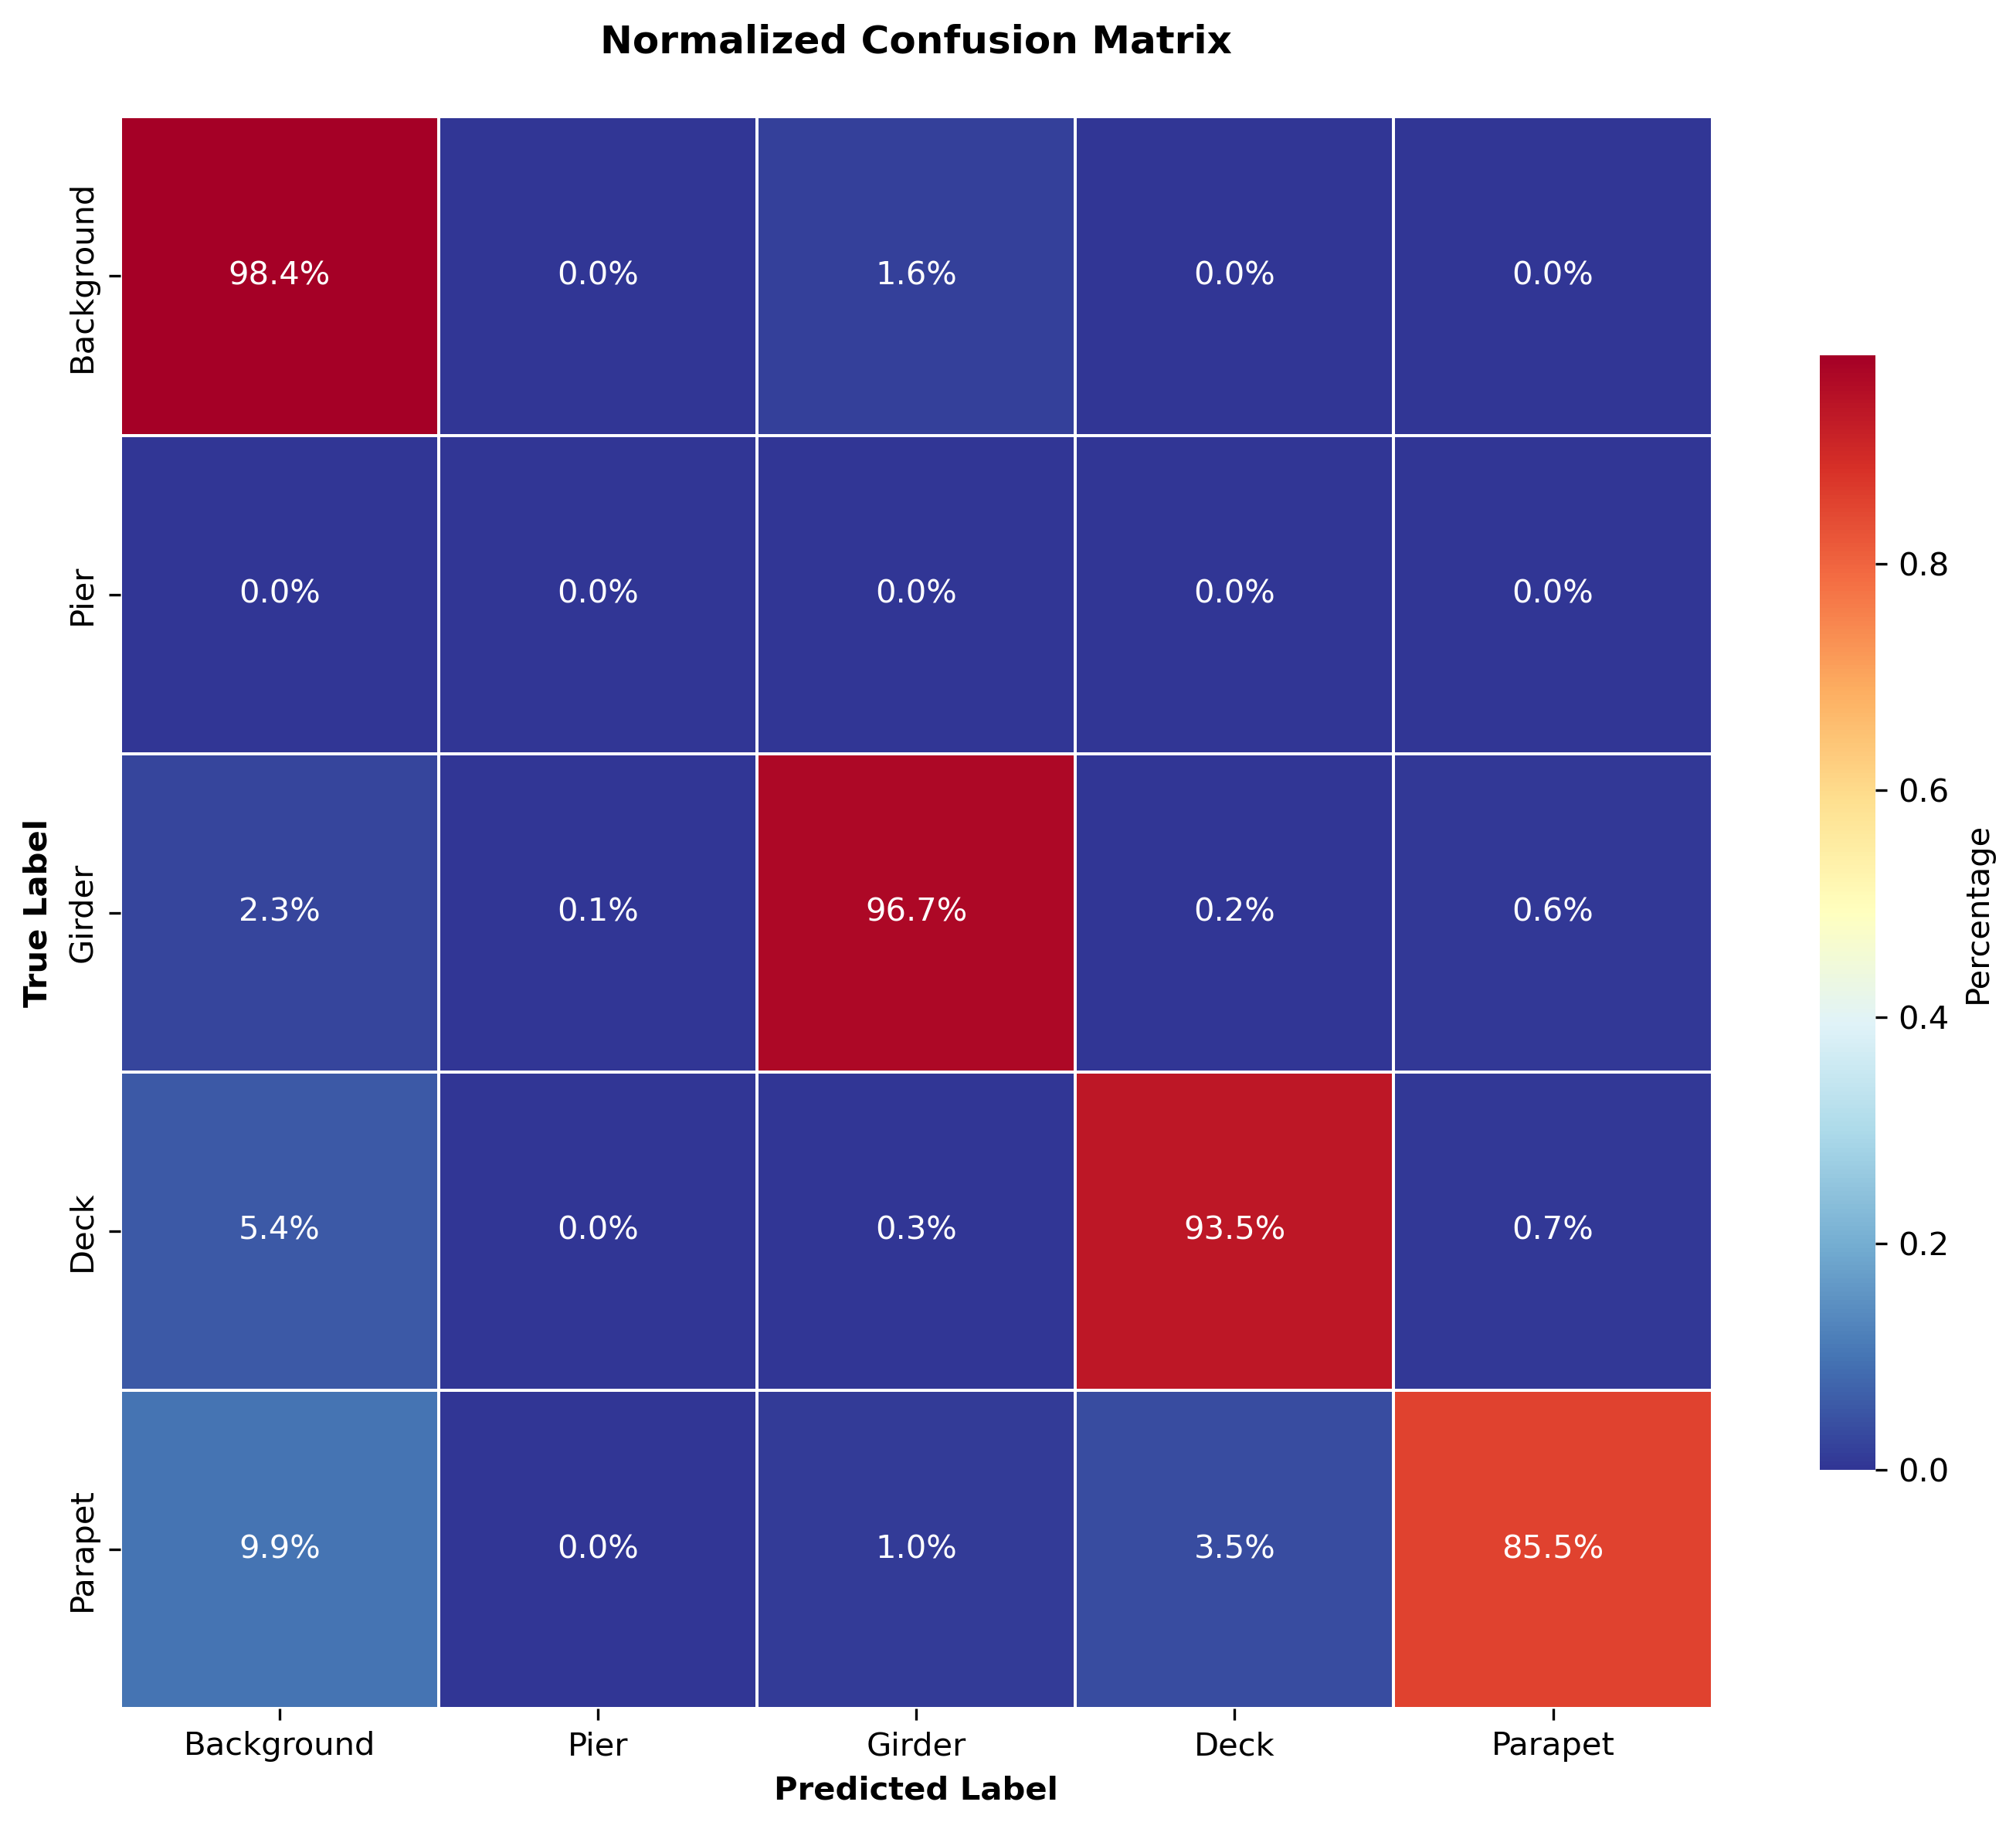 Normalized Confusion Matrix
True Label
Background
98.4% 0.0% 1.6% 0.0% 0.0%
Pier
0.0% 0.0% 0.0% 0.0% 0.0%
Girder
2.3% 0.1% 96.7% 0.2% 0.6%
Deck
5.4% 0.0% 0.3% 93.5% 0.7%
Parapet
9.9% 0.0% 1.0% 3.5% 85.5%
Background Pier Girder Deck Parapet
Predicted Label
0.8
0.6
0.4
0.2
0.0
Percentage